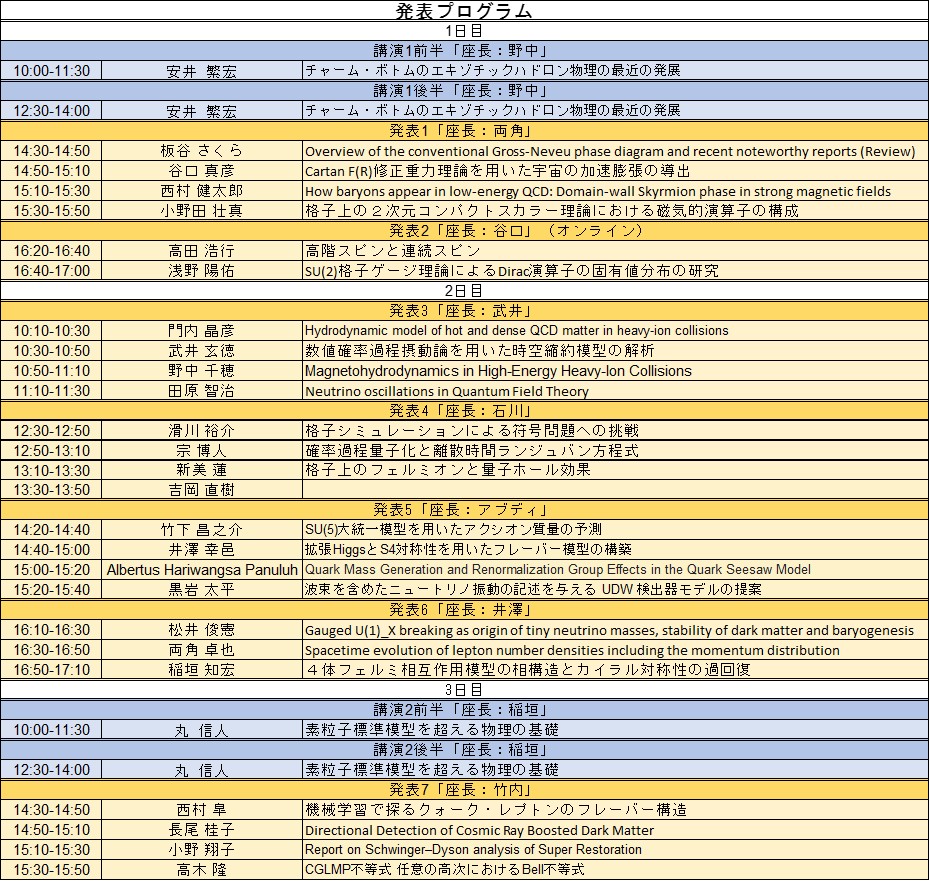 発表プログラム
1日目
講演1前半「座長：野中」
10:00-11:30 安井 繁宏 チャーム・ボトムのエキゾチックハドロン物理の最近の発展
講演1後半「座長：野中」
12:30-14:00 安井 繁宏 チャーム・ボトムのエキゾチックハドロン物理の最近の発展
発表1「座長：両角」
14:30-14:50 板谷 さくら Overview of the conventional Gross-Neveu phase diagram and recent noteworthy reports (Review)
14:50-15:10 谷口 真彦 Cartan F(R)修正重力理論を用いた宇宙の加速膨張の導出
15:10-15:30 西村 健太郎 How baryons appear in low-energy QCD: Domain-wall Skyrmion phase in strong magnetic fields
15:30-15:50 小野田 壮真 格子上の２次元コンパクトスカラー理論における磁気的演算子の構成
発表2「座長：谷口」（オンライン）
16:20-16:40 高田 浩行 高階スピンと連続スピン
16:40-17:00 浅野 陽佑 SU(2)格子ゲージ理論によるDirac演算子の固有値分布の研究
2日目
発表3「座長：武井」
10:10-10:30 門内 晶彦 Hydrodynamic model of hot and dense QCD matter in heavy-ion collisions
10:30-10:50 武井 玄徳 数値確率過程摂動論を用いた時空縮約模型の解析
10:50-11:10 野中 千穂 Magnetohydrodynamics in High-Energy Heavy-Ion Collisions
11:10-11:30 田原 智治 Neutrino oscillations in Quantum Field Theory
発表4「座長：石川」
12:30-12:50 滑川 裕介 格子シミュレーションによる符号問題への挑戦
12:50-13:10 宗 博人 確率過程量子化と離散時間ランジュバン方程式
13:10-13:30 新美 蓮 格子上のフェルミオンと量子ホール効果
13:30-13:50 吉岡 直樹
発表5「座長：アブディ」
14:20-14:40 竹下 昌之介 SU(5)大統一模型を用いたアクシオン質量の予測
14:40-15:00 井澤 幸邑 拡張HiggsとS4対称性を用いたフレーバー模型の構築
15:00-15:20 Albertus Hariwangsa Panuluh Quark Mass Generation and Renormalization Group Effects in the Quark Seesaw Model
15:20-15:40 黒岩 太平 波束を含めたニュートリノ振動の記述を与える UDW 検出器モデルの提案
発表6「座長：井澤」
16:10-16:30 松井 俊憲 Gauged U(1)_X breaking as origin of tiny neutrino masses, stability of dark matter and baryogenesis
16:30-16:50 両角 卓也 Spacetime evolution of lepton number densities including the momentum distribution
16:50-17:10 稲垣 知宏 ４体フェルミ相互作用模型の相構造とカイラル対称性の過回復
3日目
講演2前半「座長：稲垣」
10:00-11:30 丸 信人 素粒子標準模型を超える物理の基礎
講演2後半「座長：稲垣」
12:30-14:00 丸 信人 素粒子標準模型を超える物理の基礎
発表7「座長：竹内」
14:30-14:50 西村 皐 機械学習で探るクォーク・レプトンのフレーバー構造
14:50-15:10 長尾 桂子 Directional Detection of Cosmic Ray Boosted Dark Matter
15:10-15:30 小野 翔子 Report on Schwinger–Dyson analysis of Super Restoration
15:30-15:50 高木 隆 CGLMP不等式 任意の高次におけるBell不等式